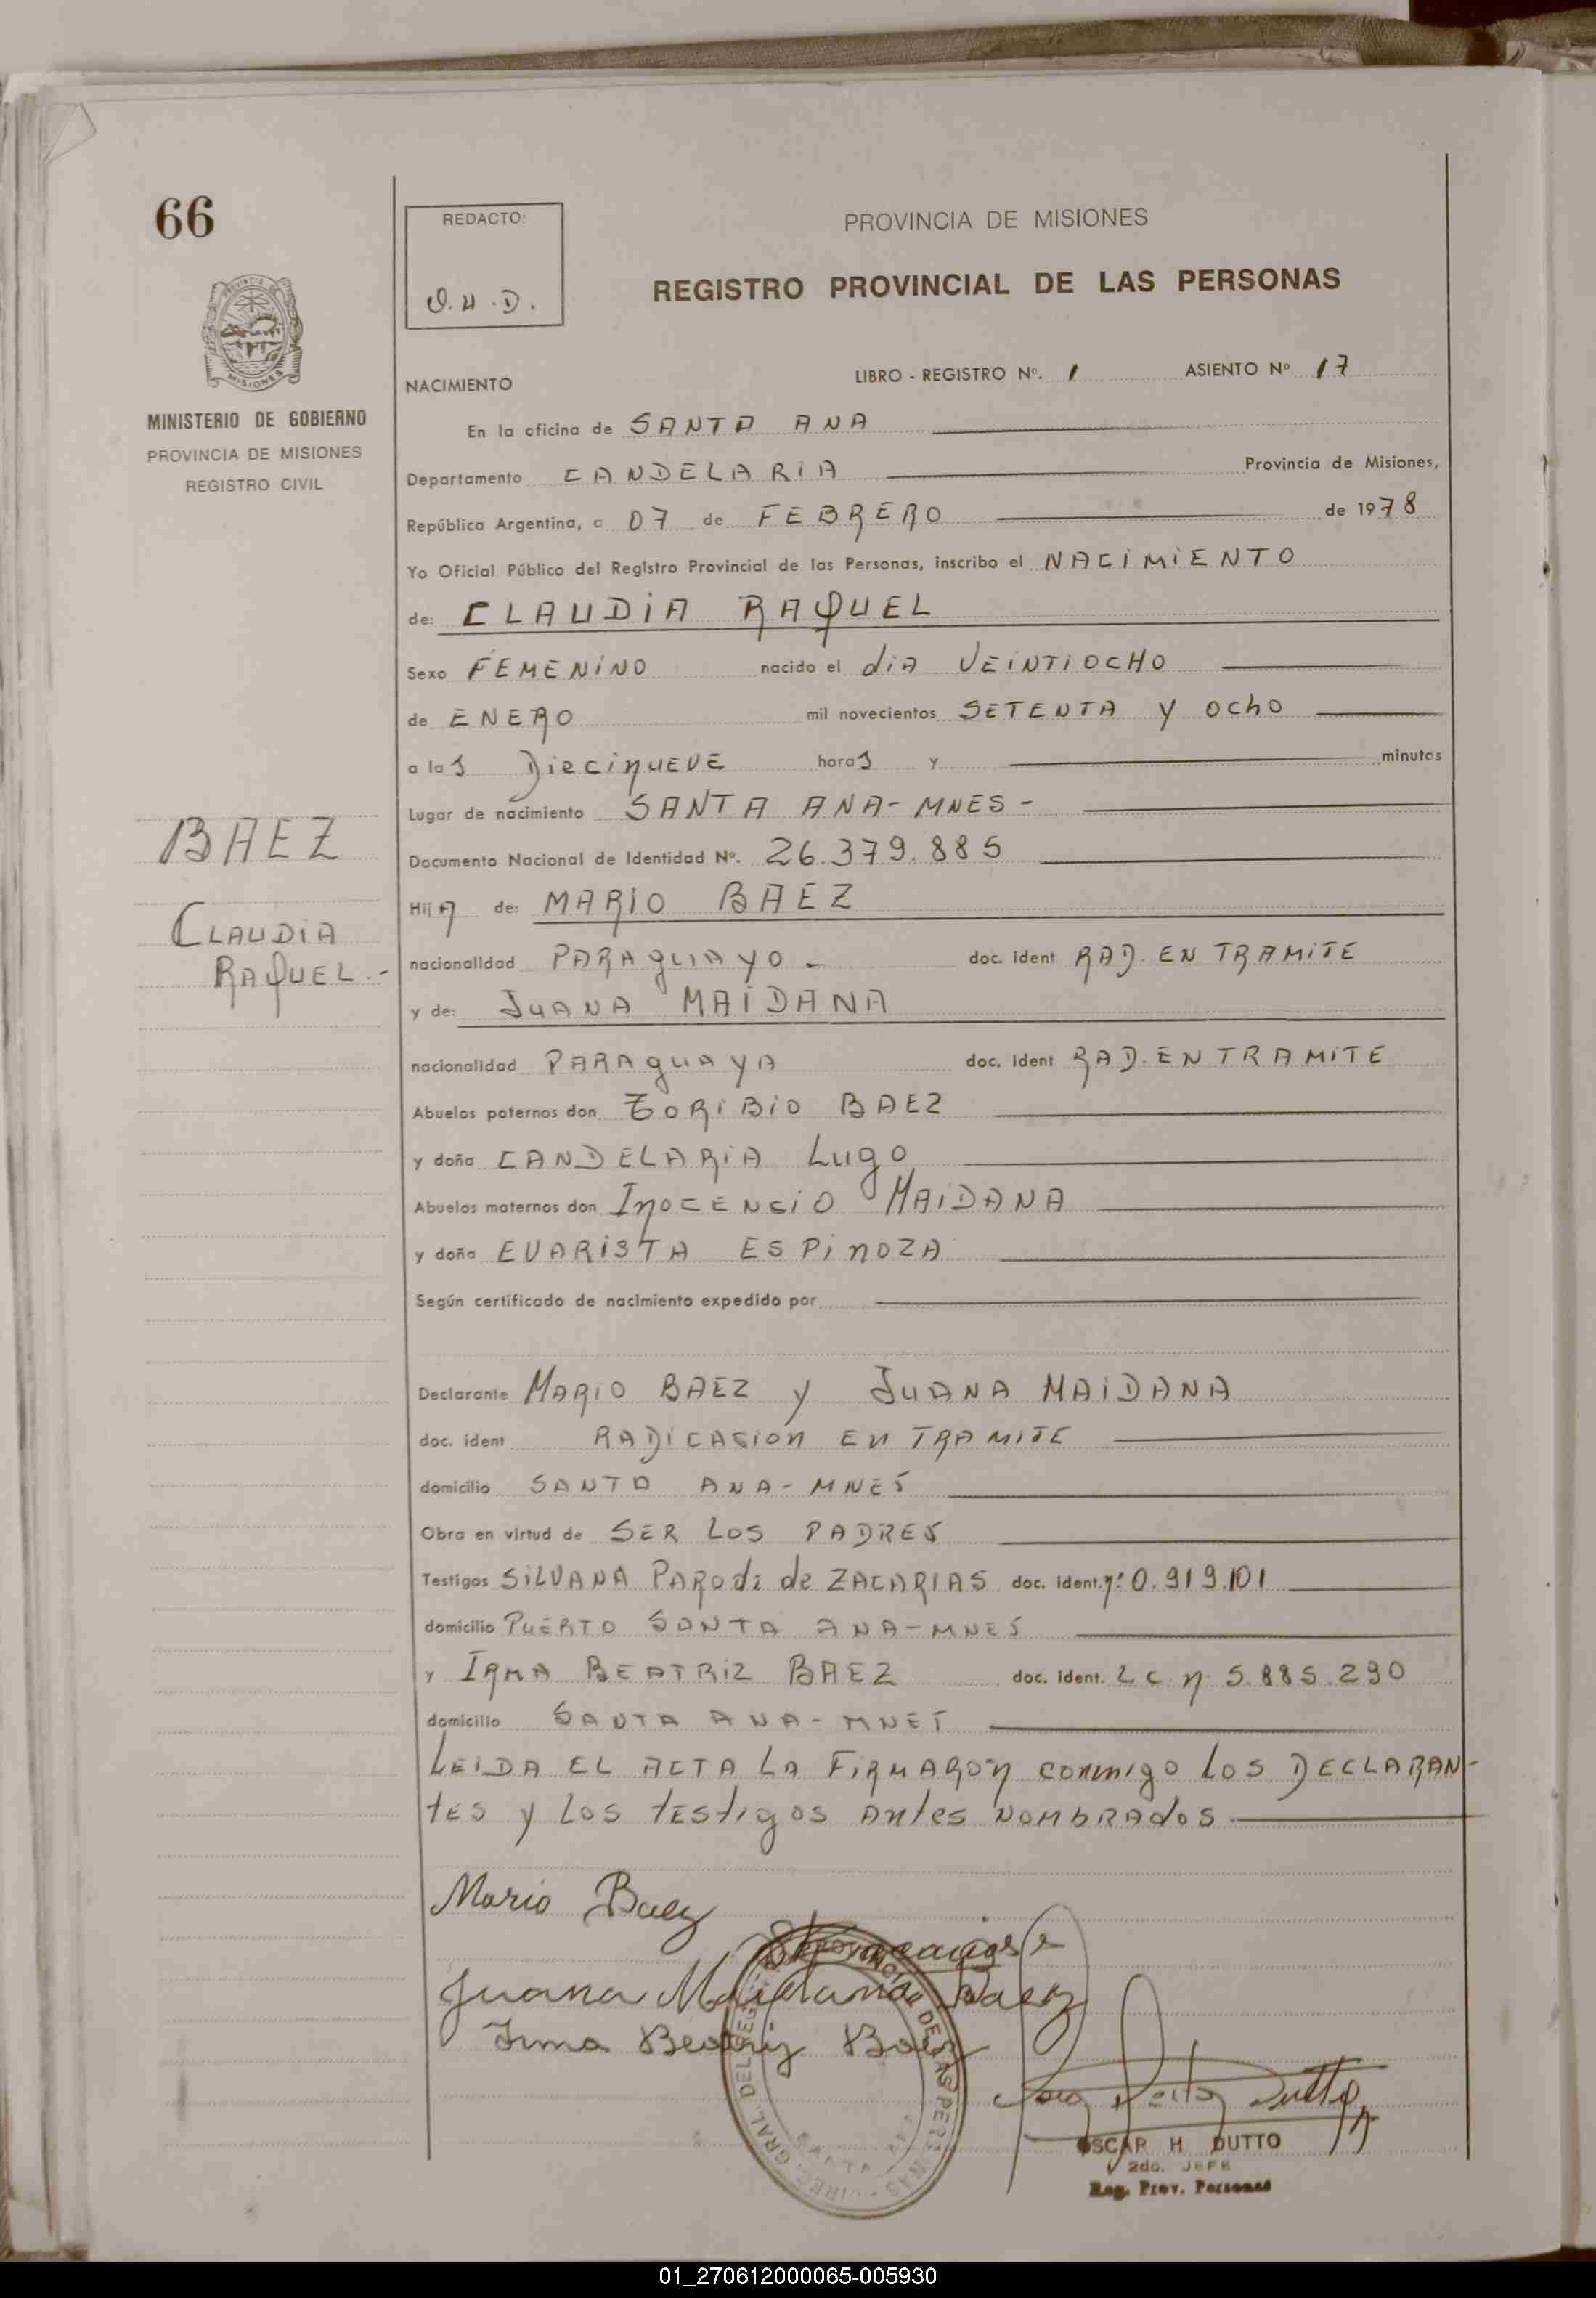 66
REDACTO:
O.H.D.
PROVINCIA DE MISIONES
REGISTRO PROVINCIAL DE LAS PERSONAS
PROVINCIA DE
MISIONES
MINISTERIO DE GOBIERNO
PROVINCIA DE MISIONES
REGISTRO CIVIL
BAEZ
CLAUDIA
RAQUEL.-
NACIMIENTO LIBRO - REGISTRO Nº. 1 ASIENTO Nº 17
En la oficina de SANTA ANA
Departamento CANDELARIA Provincia de Misiones,
República Argentina, a 07 de FEBRERO de 1978
Yo Oficial Público del Registro Provincial de las Personas, inscribo el NACIMIENTO
de: CLAUDIA RAQUEL
Sexo FEMENINO nacido el dIA VEINTIOCHO
de ENERO mil novecientos SETENTA Y OCHO
a las DIECINUEVE horas y minutos
Lugar de nacimiento SANTA ANA- MNES-
Documento Nacional de Identidad Nº. 26.379.885
Hija de: MARIO BAEZ
nacionalidad PARAGUAYO - doc. ident RAD. EN TRAMITE
y de: JUANA MAIDANA
nacionalidad PARAGUAYA doc. ident RAD. EN TRAMITE
Abuelos paternos don TORIBIO BAEZ
y doña CANDELARIA LUGO
Abuelos maternos don INOCENCIO MAIDANA
y doña EVARISTA ESPINOZA
Según certificado de nacimiento expedido por
Declarante MARIO BAEZ y JUANA MAIDANA
doc. ident RADICACION EN TRAMITE
domicilio SANTA ANA- MNES
Obra en virtud de SER LOS PADRES
Testigos SILVANA PARODI de ZACARIAS doc. ident. nº 0.919.101
domicilio PUERTO SANTA ANA-MNES
y IRMA BEATRIZ BAEZ doc. ident. L C nº 5.885.290
domicilio SANTA ANA-MNES
LEIDA EL ACTA LA FIRMARON conmigo LOS DECLARAN-
TES y LOS TESTIGOS ANTES NOMBRADOS
Mario Baez
Juana Maidana Baez
Irma Beatriz Baez
OSCAR H DUTTO
2do. JEFE
Reg. Prov. Personas
01_270612000065-005930